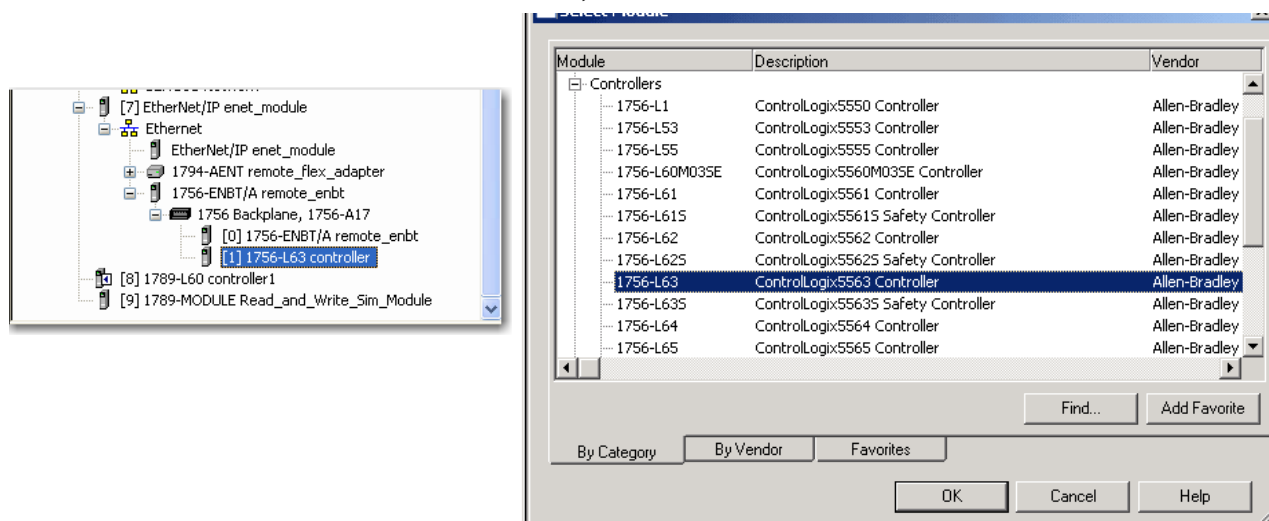 [7] EtherNet/IP enet_module
Ethernet
EtherNet/IP enet_module
1794-AENT remote_flex_adapter
1756-ENBT/A remote_enbt
1756 Backplane, 1756-A17
[0] 1756-ENBT/A remote_enbt
[1] 1756-L63 controller
[8] 1789-L60 controller1
[9] 1789-MODULE Read_and_Write_Sim_Module
Select Module
Module Description Vendor
Controllers
1756-L1 ControlLogix5550 Controller Allen-Bradley
1756-L53 ControlLogix5553 Controller Allen-Bradley
1756-L55 ControlLogix5555 Controller Allen-Bradley
1756-L60M03SE ControlLogix5560M03SE Controller Allen-Bradley
1756-L61 ControlLogix5561 Controller Allen-Bradley
1756-L61S ControlLogix5561S Safety Controller Allen-Bradley
1756-L62 ControlLogix5562 Controller Allen-Bradley
1756-L62S ControlLogix5562S Safety Controller Allen-Bradley
1756-L63 ControlLogix5563 Controller Allen-Bradley
1756-L63S ControlLogix5563S Safety Controller Allen-Bradley
1756-L64 ControlLogix5564 Controller Allen-Bradley
1756-L65 ControlLogix5565 Controller Allen-Bradley
Find... Add Favorite
By Category By Vendor Favorites
OK Cancel Help